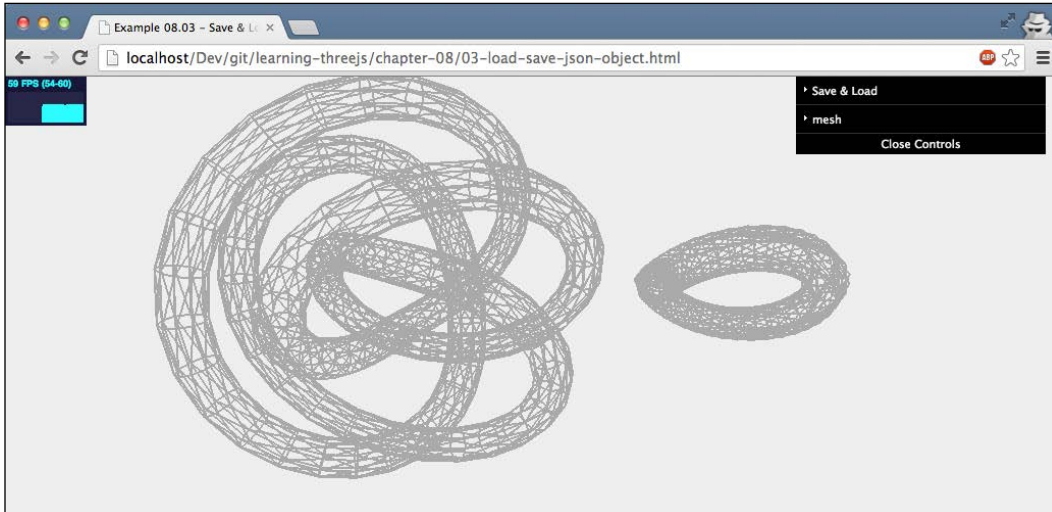 Example 08.03 – Save & Lo
localhost/Dev/git/learning-threejs/chapter-08/03-load-save-json-object.html
ABP
59 FPS (54-60)
Save & Load
mesh
Close Controls